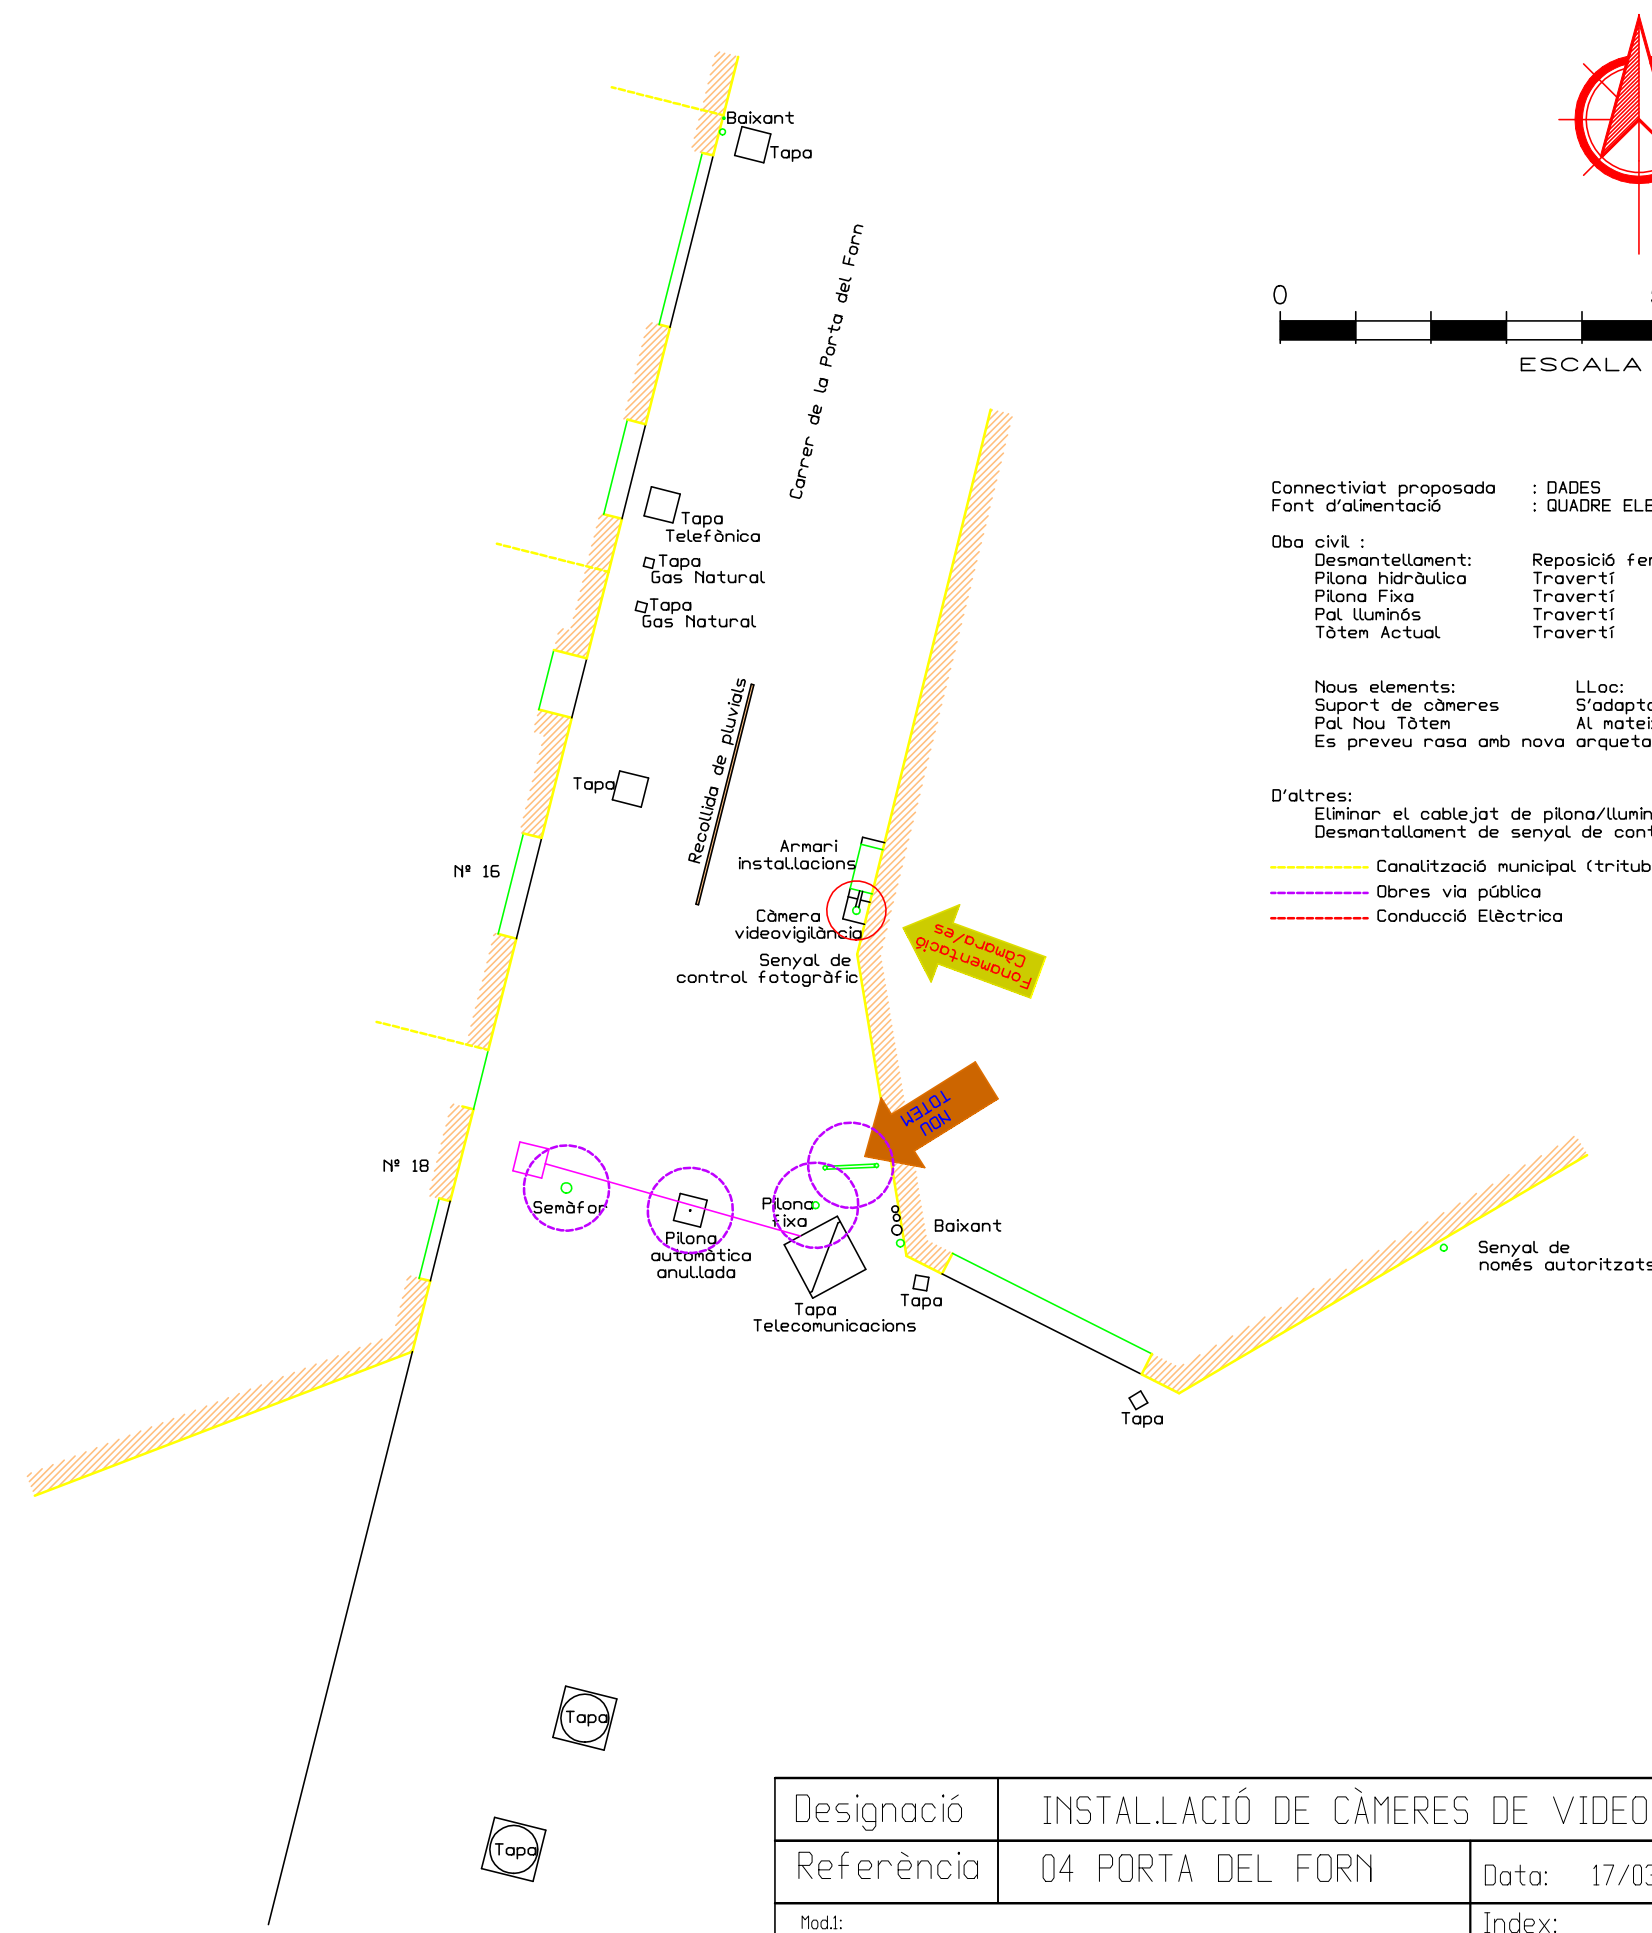 Baixant
Tapa
Carrer de la Porta del Forn
0
ESCALA
Tapa
Telefònica
Tapa
Gas Natural
Tapa
Gas Natural
Connectiviat proposada : DADES
Font d'alimentació : QUADRE ELE
Oba civil :
Desmantellament: Reposició fer
Pilona hidràulica Travertí
Pilona Fixa Travertí
Pal lluminós Travertí
Tòtem Actual Travertí
Nous elements: LLoc:
Suport de càmeres S'adapta
Pal Nou Tòtem Al mateix
Es preveu rasa amb nova arqueta
D'altres:
Eliminar el cablejat de pilona/llumin
Desmantallament de senyal de cont
Canalització municipal (tritub
Obres via pública
Conducció Elèctrica
Recollida de pluvials
Tapa
Nº 16
Armari
instal.lacions
Càmera
videovigilància
Senyal de
control fotogràfic
Fonamentació
Càmara/es
NOU
TOTEM
Nº 18
Semàfor
Pilona
automàtica
anul.lada
Pilona
fixa
Baixant
Tapa
Tapa
Telecomunicacions
Senyal de
només autoritzats
Tapa
Tapa
Tapa
Designació INSTAL.LACIÓ DE CÀMERES DE VIDEO
Referència 04 PORTA DEL FORN Data: 17/03
Mod.1: Index: